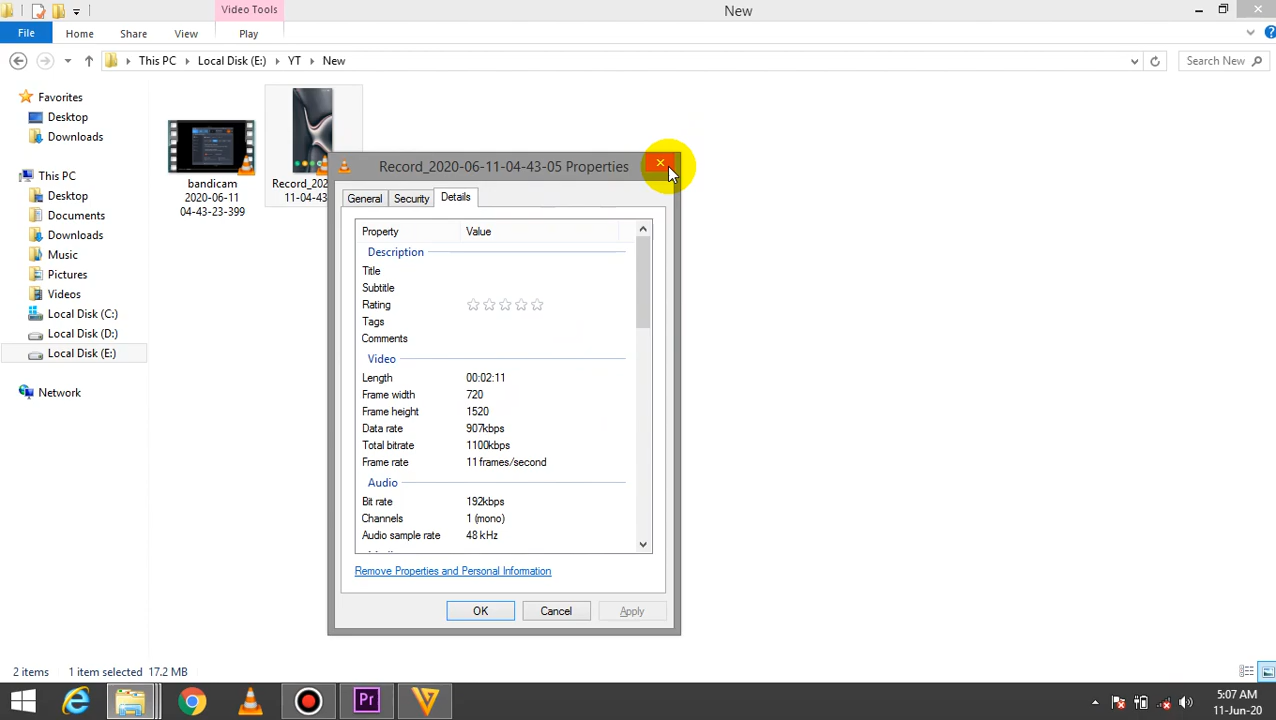 Video Tools
New
File
Home
Share
View
Play
This PC
Local Disk (E:)
YT
New
Search New
Favorites
Desktop
Downloads
This PC
Desktop
Documents
Downloads
Music
Pictures
Videos
Local Disk (C:)
Local Disk (D:)
Local Disk (E:)
Network
bandicam
2020-06-11
04-43-23-399
Record_202
11-04-43
Record_2020-06-11-04-43-05 Properties
General
Security
Details
Property Value
Description
Title
Subtitle
Rating
Tags
Comments
Video
Length 00:02:11
Frame width 720
Frame height 1520
Data rate 907kbps
Total bitrate 1100kbps
Frame rate 11 frames/second
Audio
Bit rate 192kbps
Channels 1 (mono)
Audio sample rate 48 kHz
Remove Properties and Personal Information
OK
Cancel
Apply
2 items
1 item selected 17.2 MB
Pr
5:07 AM
11-Jun-20